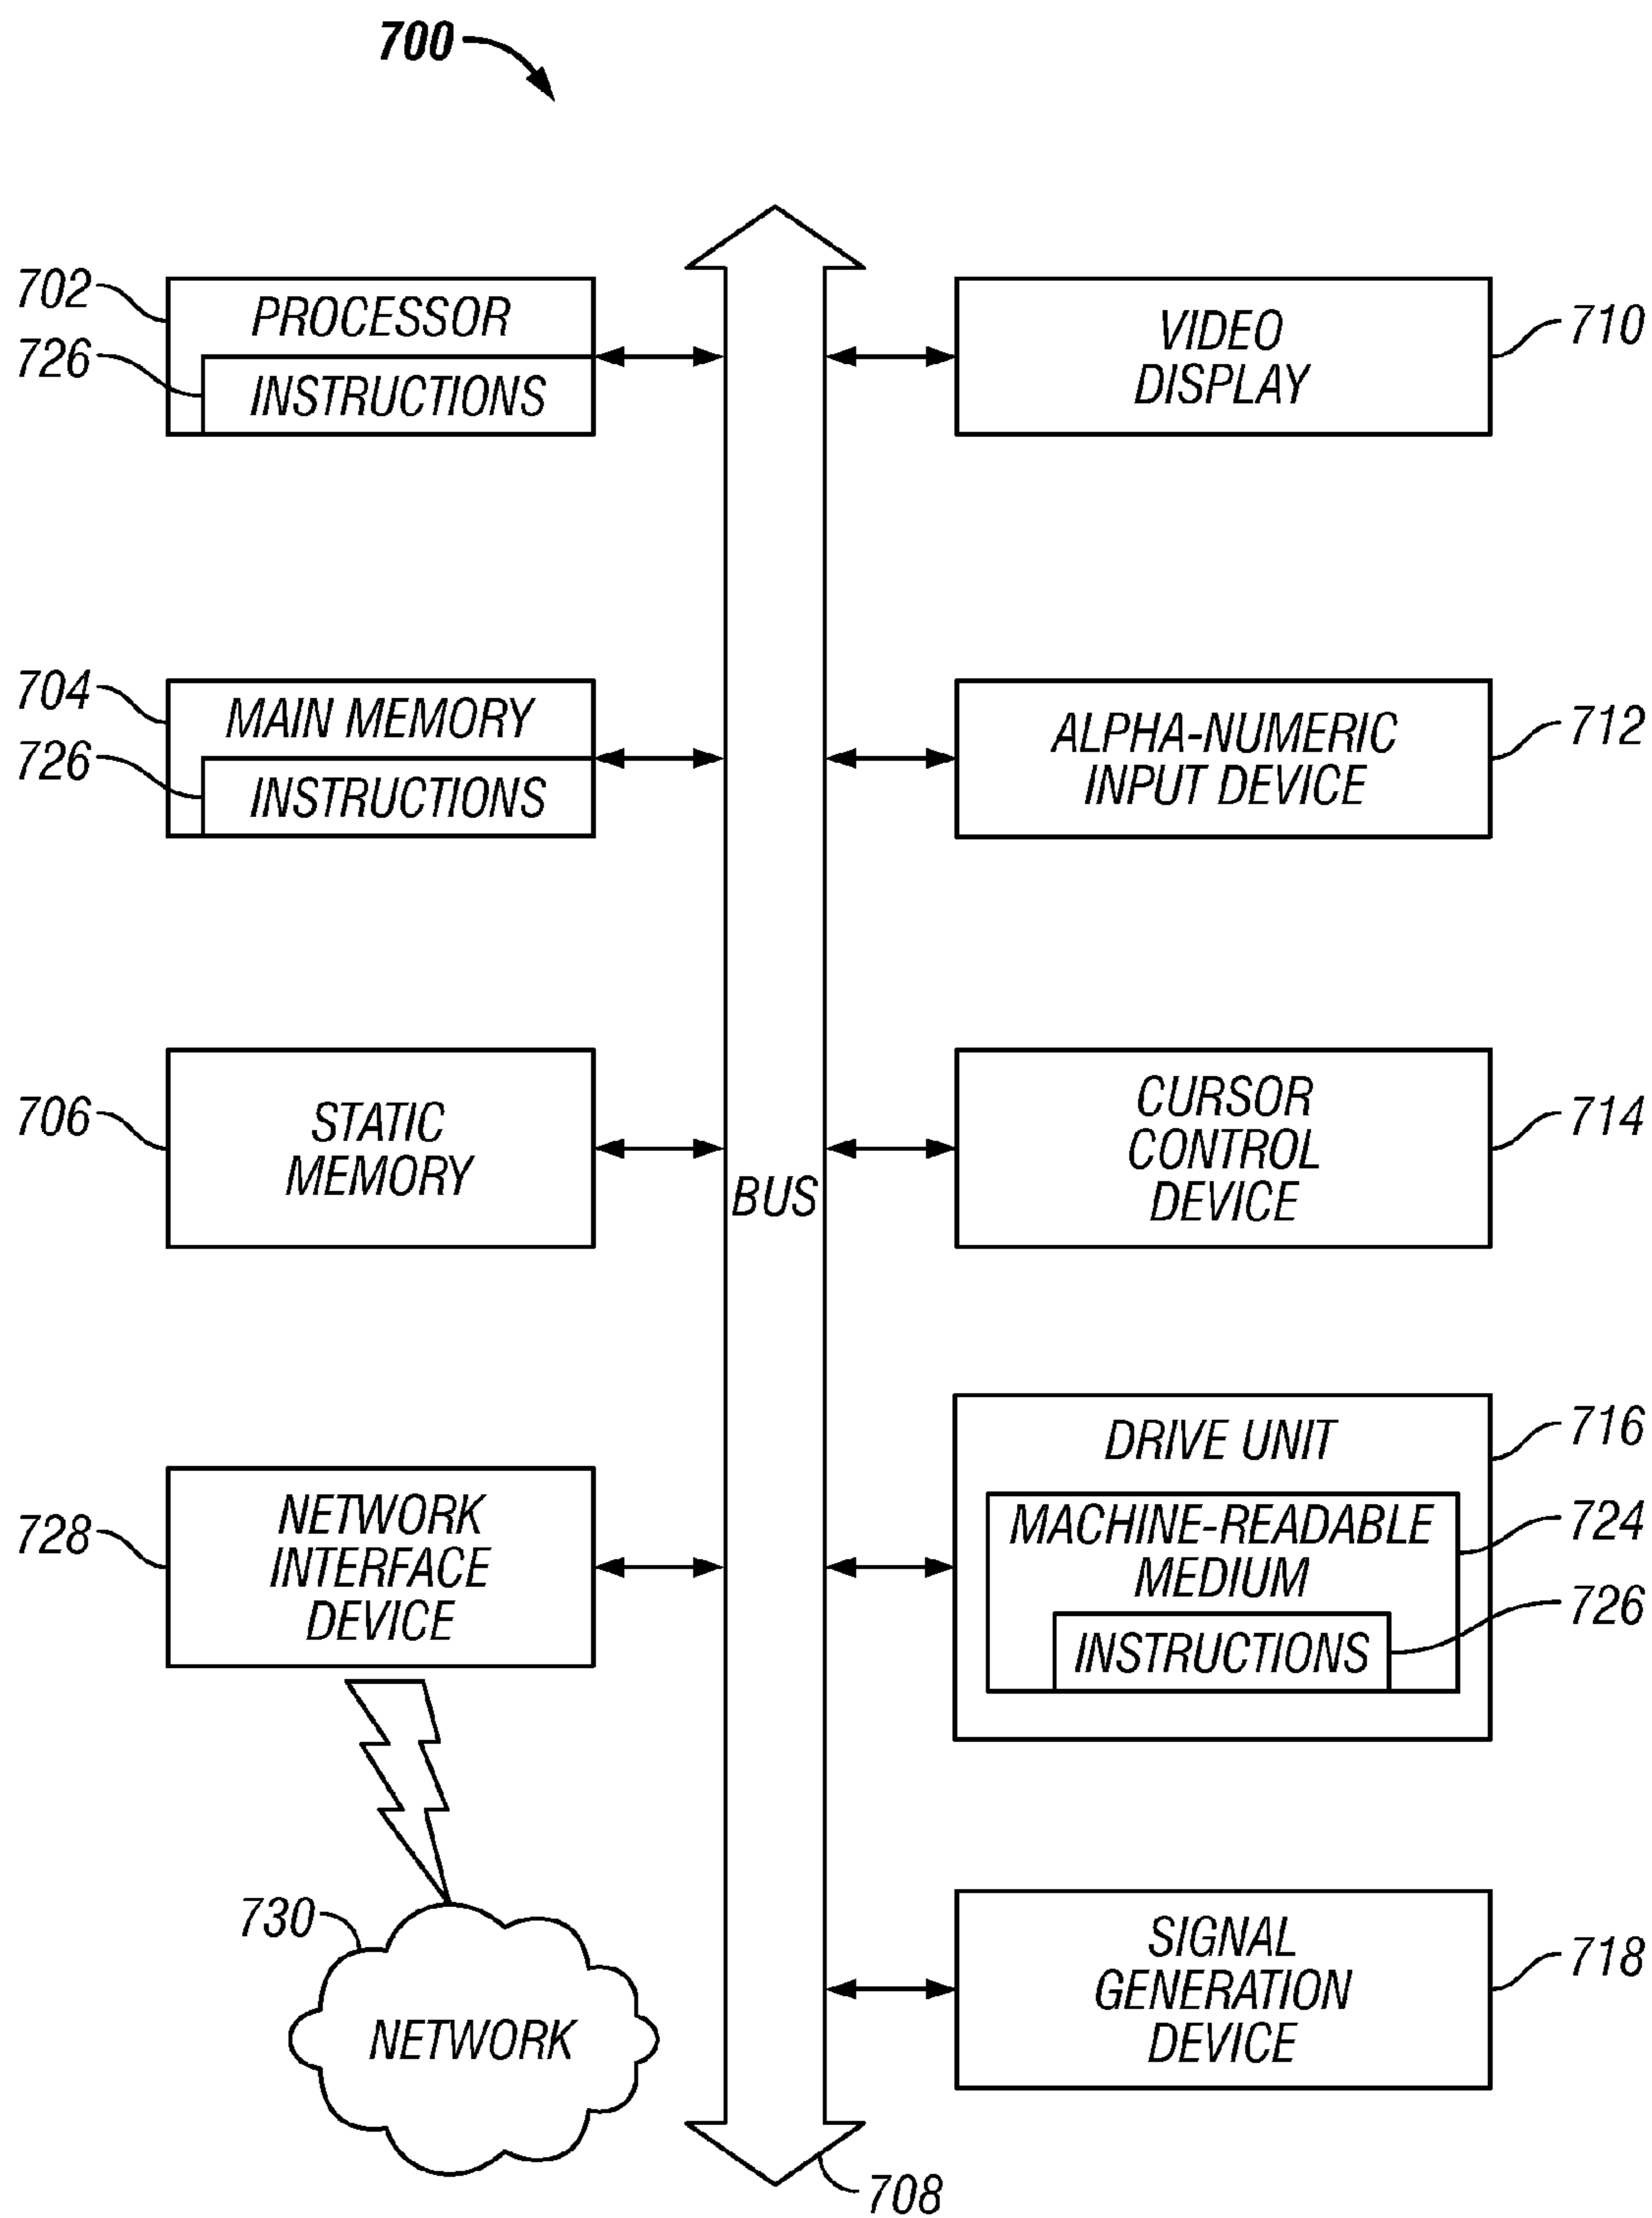 700
702
PROCESSOR
726
INSTRUCTIONS
704
MAIN MEMORY
726
INSTRUCTIONS
706
STATIC
MEMORY
728
NETWORK
INTERFACE
DEVICE
730
NETWORK
BUS
708
VIDEO
DISPLAY
710
ALPHA-NUMERIC
INPUT DEVICE
712
CURSOR
CONTROL
DEVICE
714
DRIVE UNIT
716
MACHINE-READABLE
MEDIUM
724
INSTRUCTIONS
726
SIGNAL
GENERATION
DEVICE
718